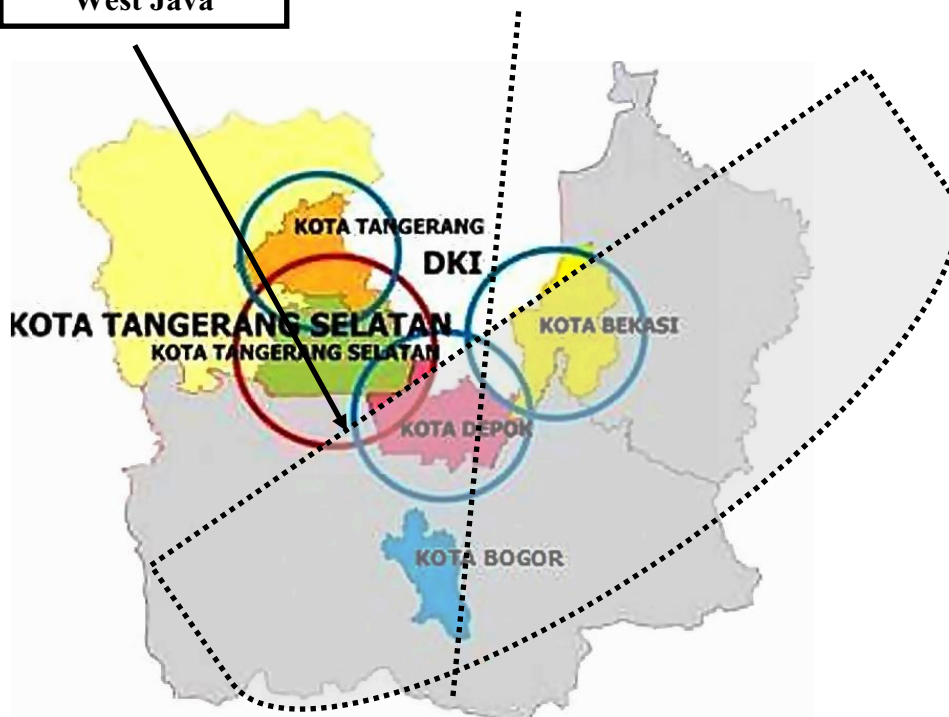 West Java
KOTA TANGERANG
DKI
KOTA TANGERANG SELATAN
KOTA BEKASI
KOTA TANGERANG SELATAN
KOTA DEPOK
KOTA BOGOR